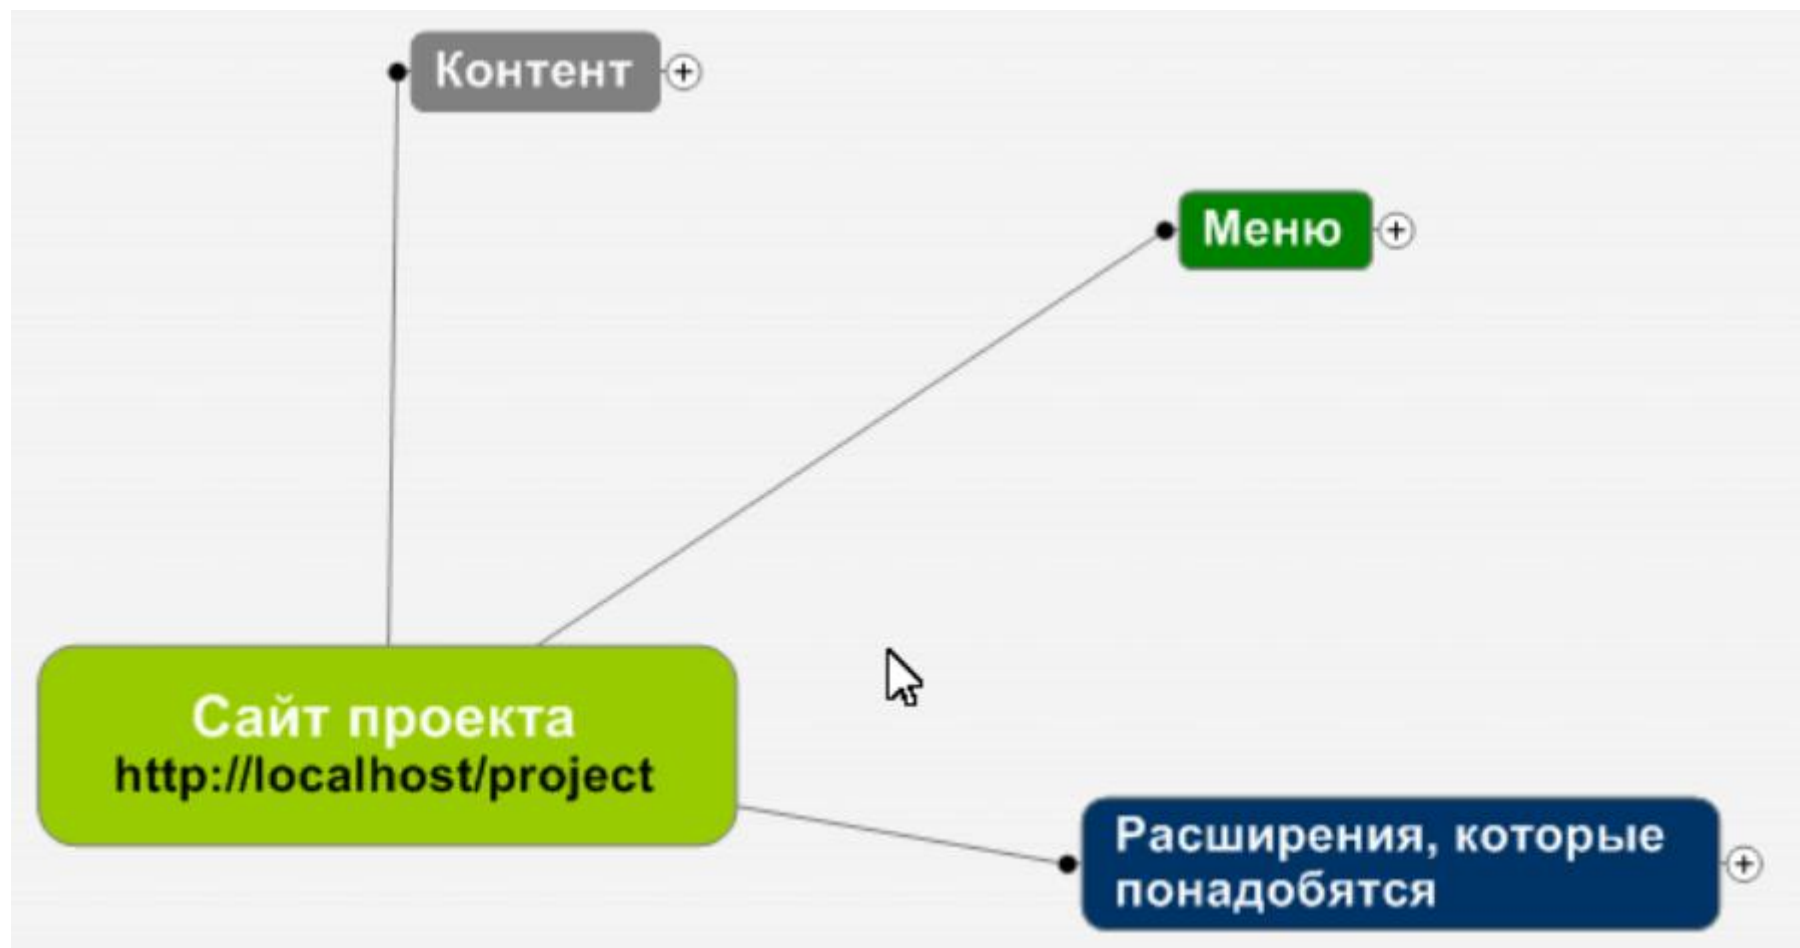 Контент
Меню
Сайт проекта
http://localhost/project
Расширения, которые
понадобятся